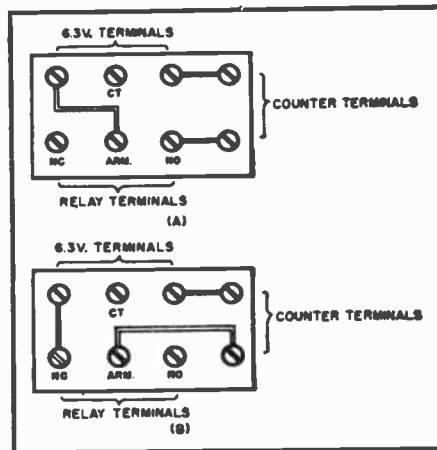 6.3V. TERMINALS
CT
COUNTER TERMINALS
NC ARM. NO
RELAY TERMINALS
(A)
6.3V. TERMINALS
CT
COUNTER TERMINALS
NC ARM. NO
RELAY TERMINALS
(B)